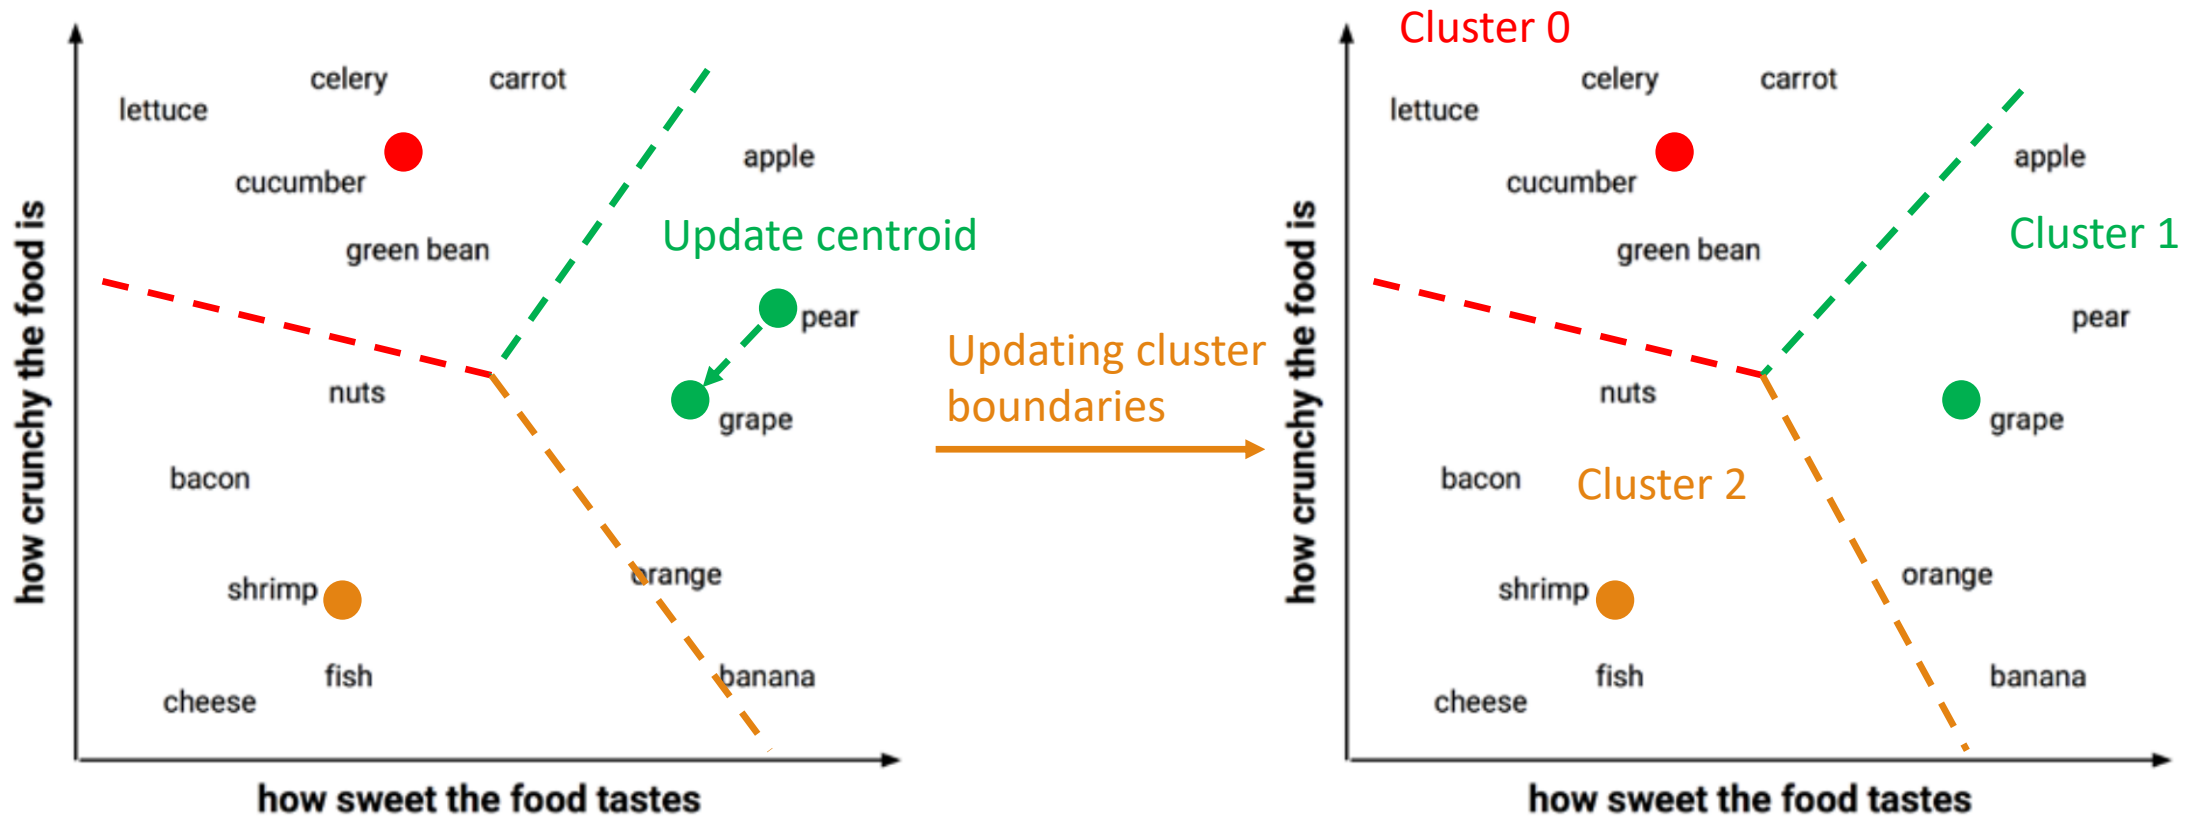 celery
carrot
lettuce
apple
cucumber
Update centroid
green bean
pear
nuts
grape
bacon
orange
shrimp
fish
banana
cheese
how crunchy the food is
how sweet the food tastes
Updating cluster
boundaries
Cluster 0
celery
carrot
lettuce
apple
cucumber
Cluster 1
green bean
pear
nuts
grape
bacon
Cluster 2
orange
shrimp
fish
banana
cheese
how crunchy the food is
how sweet the food tastes